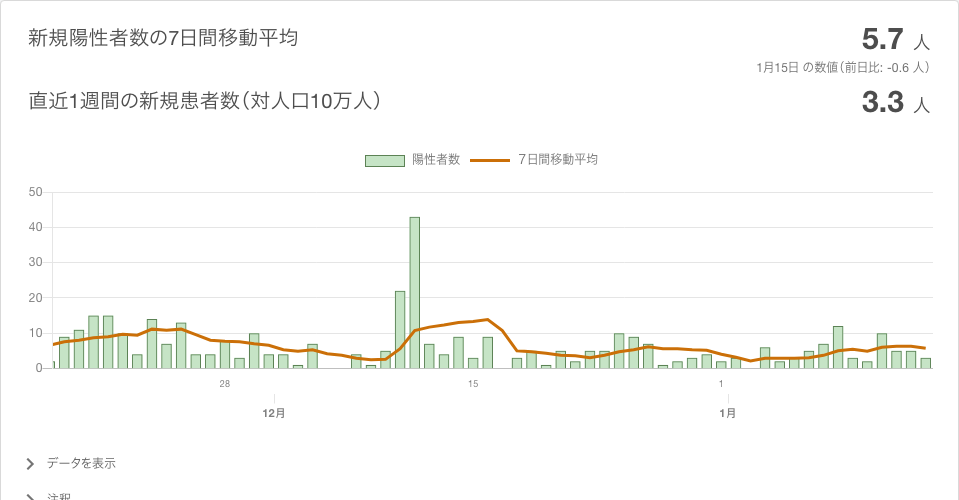 新規陽性者数の7日間移動平均
5.7 人
1月15日 の数値（前日比: -0.6 人）
直近1週間の新規患者数（対人口10万人）
3.3 人
陽性者数 7日間移動平均
50
40
30
20
10
0
28 15 1
12月 1月
データを表示
注釈